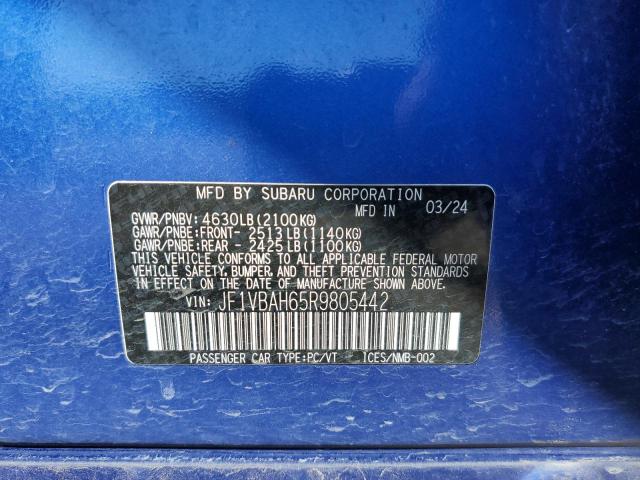 MFD BY SUBARU CORPORATION
MFD IN 03/24
GVWR/PNBV: 4630LB(2100KG)
GAWR/PNBE:FRONT- 2513LB(1140KG)
GAWR/PNBE:REAR - 2425LB(1100KG)
THIS VEHICLE CONFORMS TO ALL APPLICABLE FEDERAL MOTOR
VEHICLE SAFETY, BUMPER, AND THEFT PREVENTION STANDARDS
IN EFFECT ON THE DATE OF MANUFACTURE SHOWN ABOVE.
VIN: JF1VBAH65R9805442
PASSENGER CAR TYPE:PC/VT ICES/NMB-002